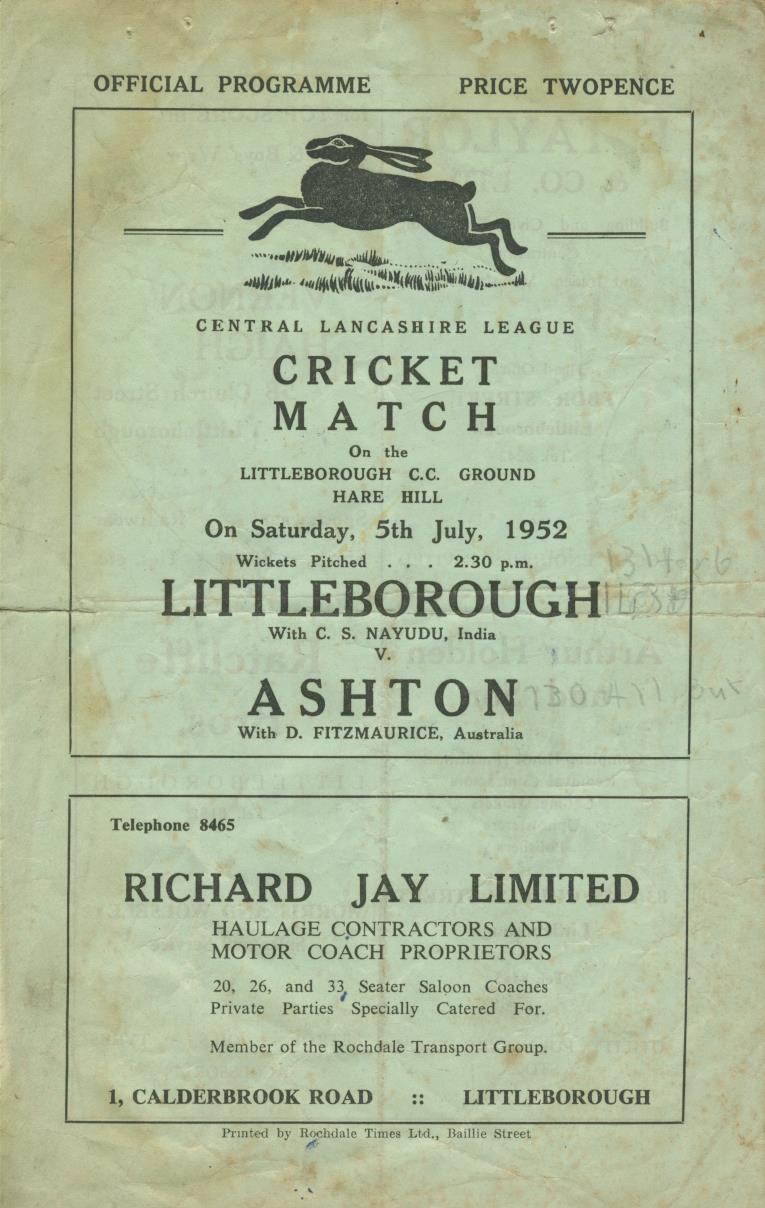 OFFICIAL PROGRAMME PRICE TWOPENCE
CENTRAL LANCASHIRE LEAGUE
CRICKET
MATCH
On the
LITTLEBOROUGH C.C. GROUND
HARE HILL
On Saturday, 5th July, 1952
Wickets Pitched . . . 2.30 p.m.
LITTLEBOROUGH
With C. S. NAYUDU, India
V.
ASHTON
With D. FITZMAURICE, Australia
Telephone 8465
RICHARD JAY LIMITED
HAULAGE CONTRACTORS AND
MOTOR COACH PROPRIETORS
20, 26, and 33 Seater Saloon Coaches
Private Parties Specially Catered For.
Member of the Rochdale Transport Group.
1, CALDERBROOK ROAD :: LITTLEBOROUGH
Printed by Rochdale Times Ltd., Baillie Street